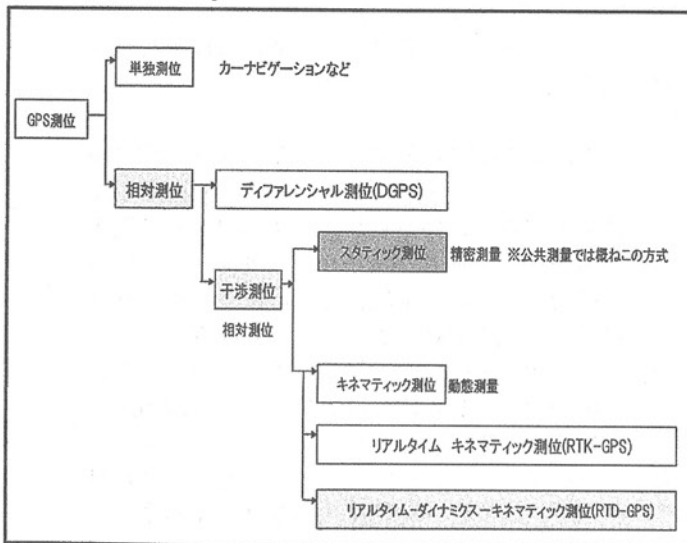 単独測位 カーナビゲーションなど
GPS測位
相対測位 ディファレンシャル測位(DGPS)
スタティック測位 精密測量 ※公共測量では概ねこの方式
干渉測位
相対測位
キネマティック測位 動態測量
リアルタイム キネマティック測位(RTK-GPS)
リアルタイム-ダイナミクスーキネマティック測位(RTD-GPS)